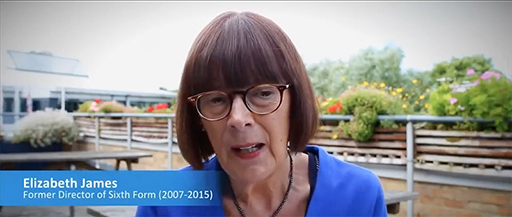 Elizabeth James
Former Director of Sixth Form (2007-2015)